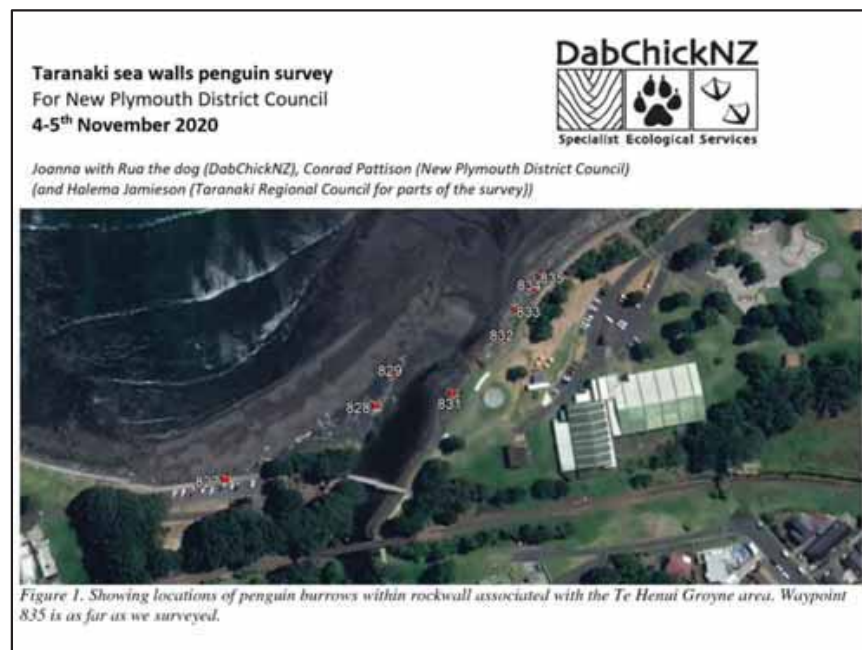 DabChickNZ
Specialist Ecological Services
Taranaki sea walls penguin survey
For New Plymouth District Council
4-5th November 2020
Joanna with Rua the dog (DabChickNZ), Conrad Pattison (New Plymouth District Council)
(and Halema Jamieson (Taranaki Regional Council for parts of the survey))
835
834
833
832
829
828
831
Figure 1. Showing locations of penguin burrows within rockwall associated with the Te Henui Groyne area. Waypoint
835 is as far as we surveyed.